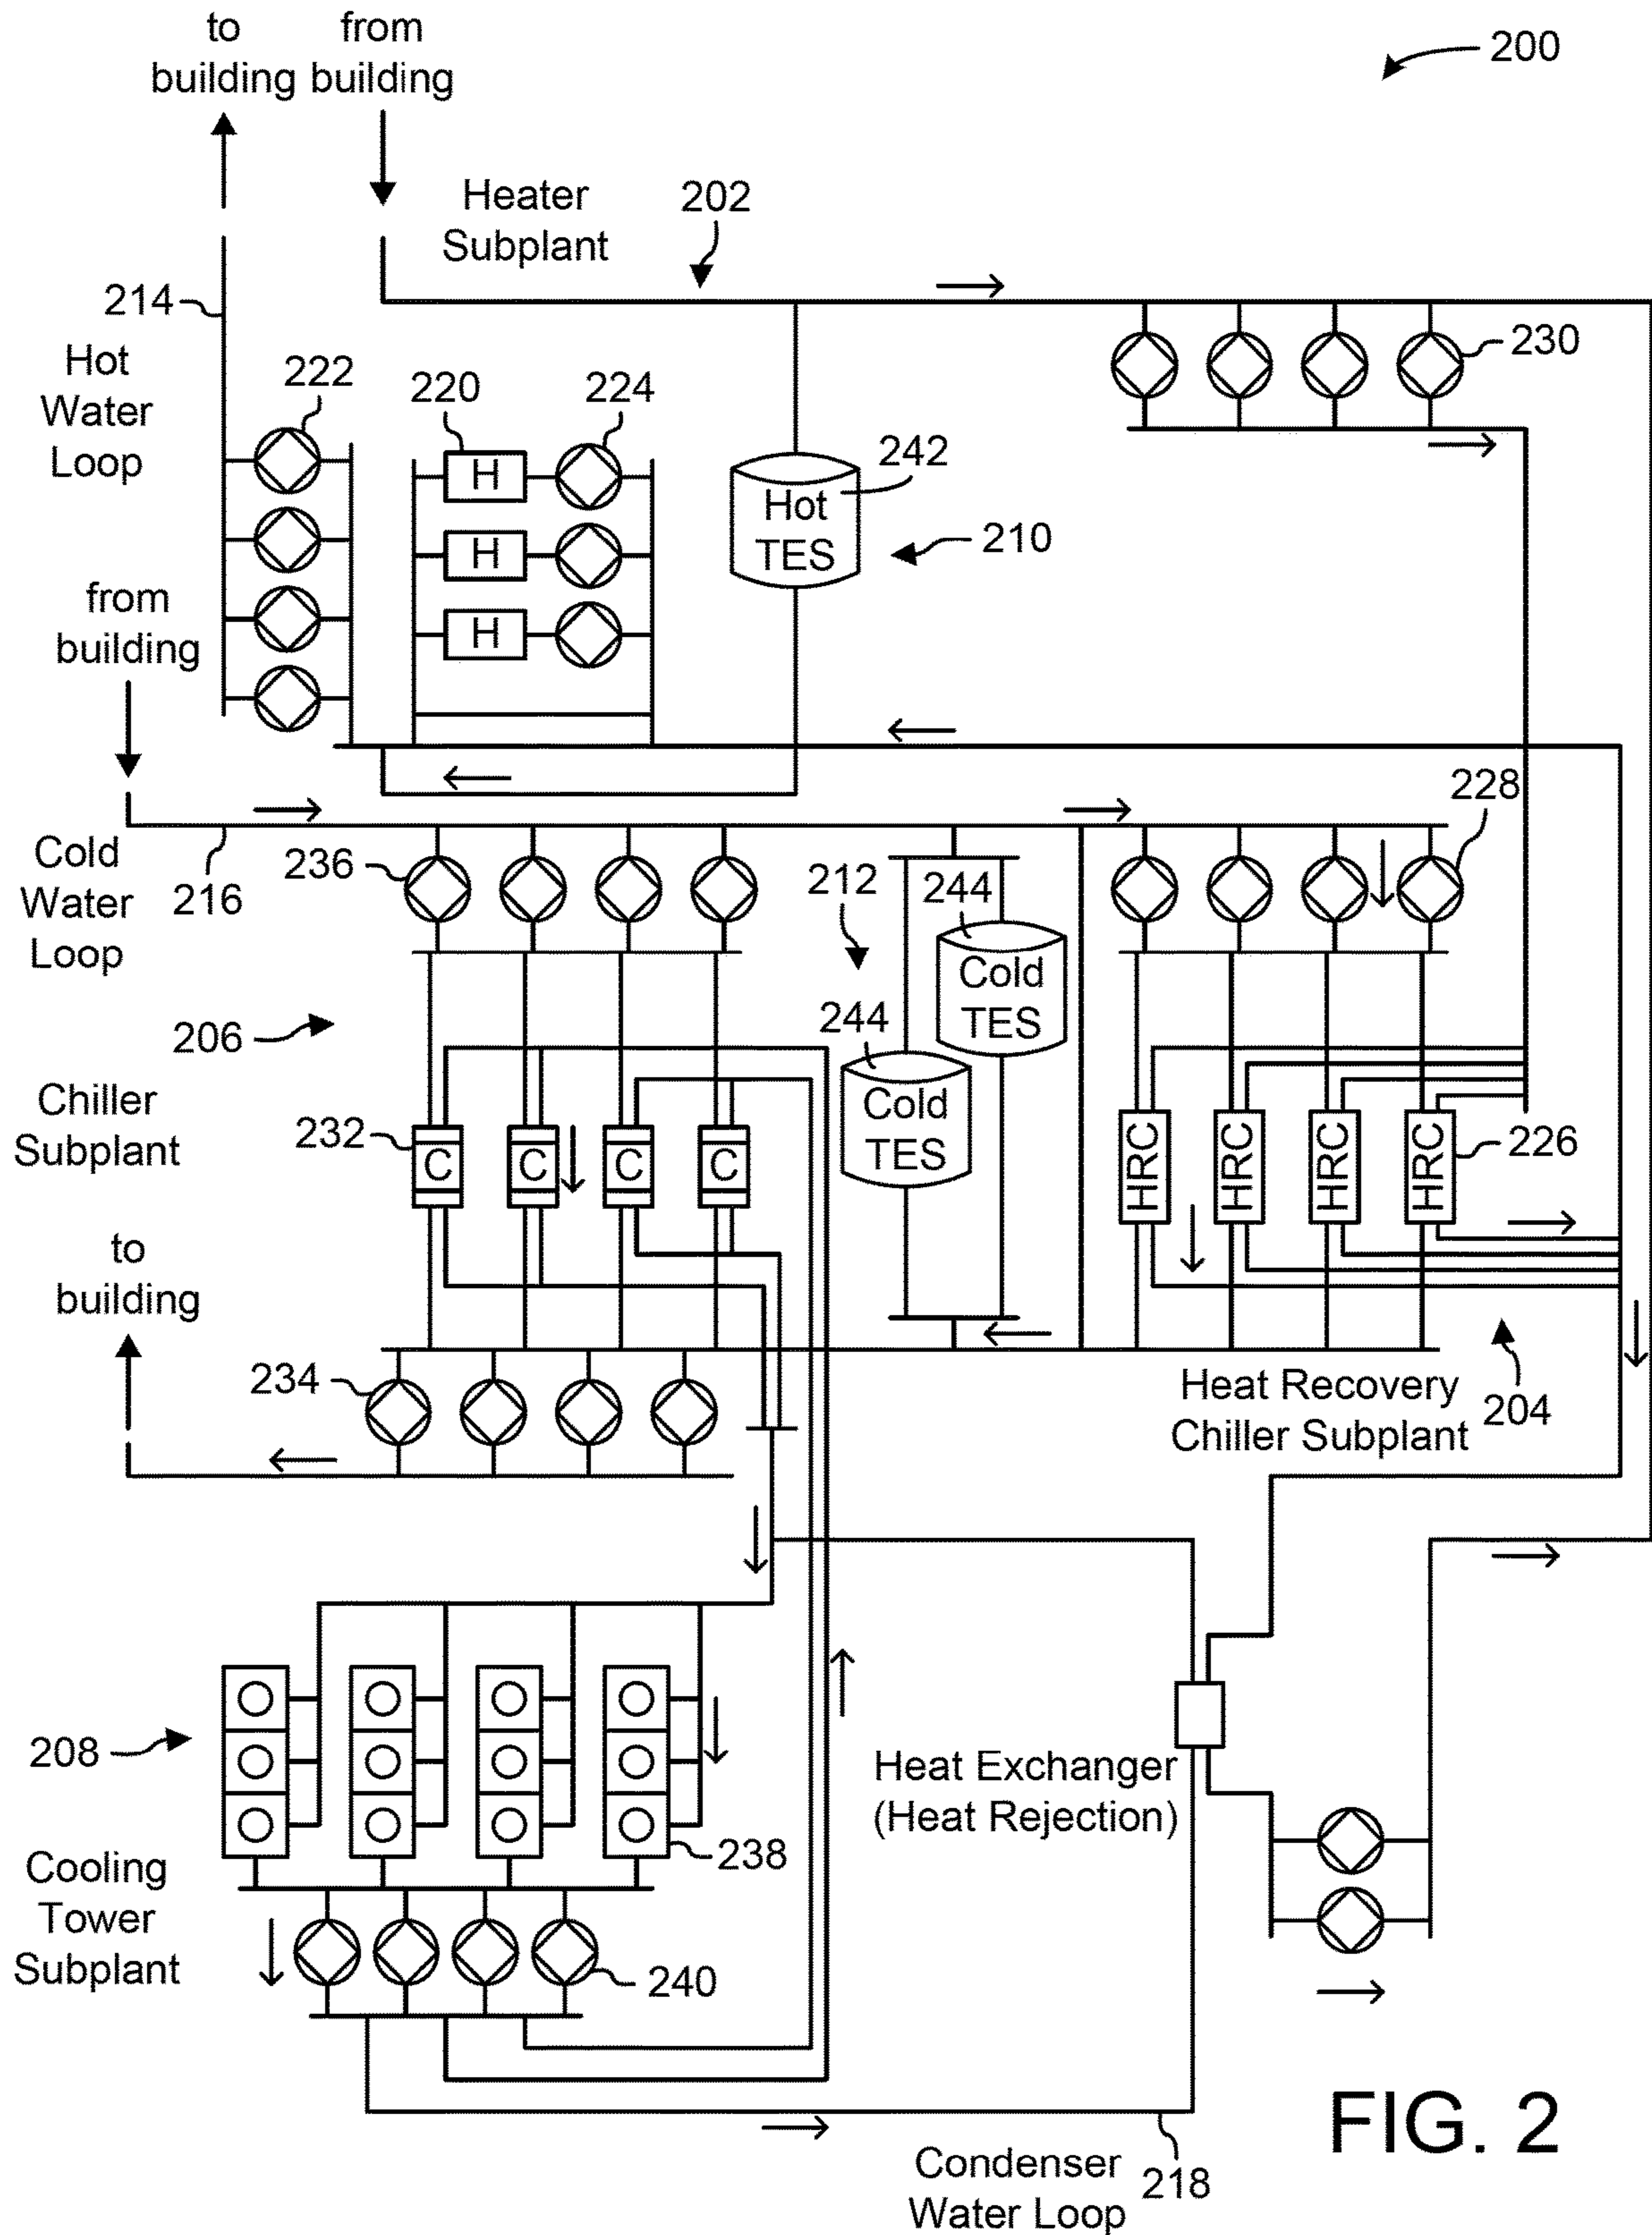 to from
building building
200
Heater
Subplant
202
214
Hot
Water
Loop
222
220
224
230
H
H
H
Hot
TES
242
210
from
building
228
Cold
Water
Loop
216
236
212
244
Cold
TES
244
Cold
TES
206
Chiller
Subplant
232
C
C
C
C
HRC
HRC
HRC
HRC
226
to
building
234
Heat Recovery
Chiller Subplant
204
208
Heat Exchanger
(Heat Rejection)
238
Cooling
Tower
Subplant
240
FIG. 2
Condenser
Water Loop
218